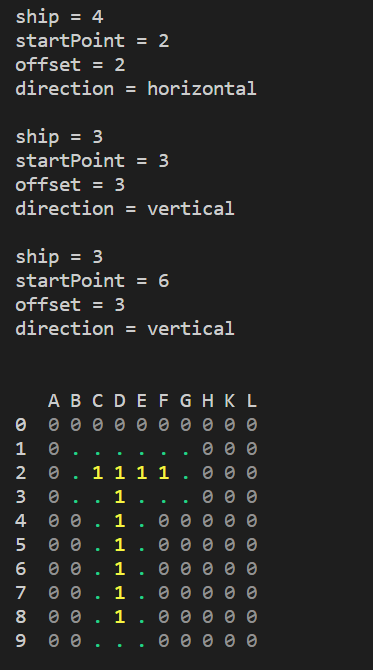 ship = 4
startPoint = 2
offset = 2
direction = horizontal
ship = 3
startPoint = 3
offset = 3
direction = vertical
ship = 3
startPoint = 6
offset = 3
direction = vertical
A B C D E F G H K L
0 0 0 0 0 0 0 0 0 0 0
1 0 . . . . . . 0 0 0
2 0 . 1 1 1 1 . 0 0 0
3 0 . . 1 . . . 0 0 0
4 0 0 . 1 . 0 0 0 0 0
5 0 0 . 1 . 0 0 0 0 0
6 0 0 . 1 . 0 0 0 0 0
7 0 0 . 1 . 0 0 0 0 0
8 0 0 . 1 . 0 0 0 0 0
9 0 0 . . . 0 0 0 0 0